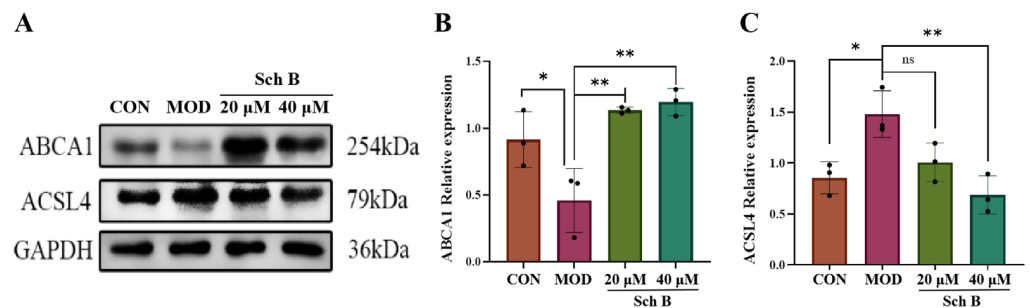 A
Sch B
CON MOD 20 μM 40 μM
ABCA1 254kDa
ACSL4 79kDa
GAPDH 36kDa
B
ABCA1 Relative expression
1.5
1.0
0.5
0.0
*
**
**
CON MOD 20 μM 40 μM
Sch B
C
ACSL4 Relative expression
2.0
1.5
1.0
0.5
0.0
*
**
ns
CON MOD 20 μM 40 μM
Sch B